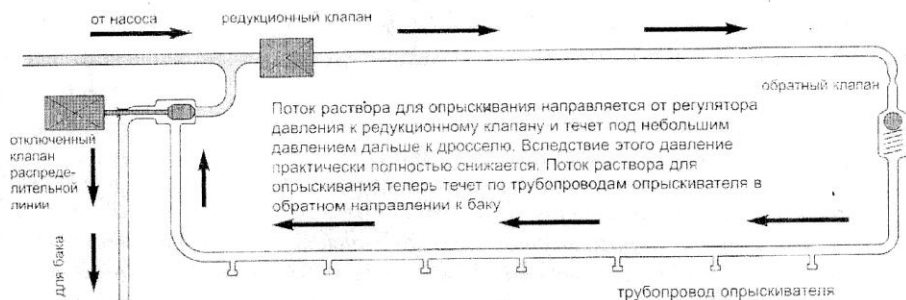 от насоса
редукционный клапан
обратный клапан
Поток раствора для опрыскивания направляется от регулятора
давления к редукционному клапану и течет под небольшим
давлением дальше к дросселю. Вследствие этого давление
практически полностью снижается. Поток раствора для
опрыскивания теперь течет по трубопроводам опрыскивателя в
обратном направлении к баку
отключенный
клапан
распреде-
лительной
линии
для бака
трубопровод опрыскивателя